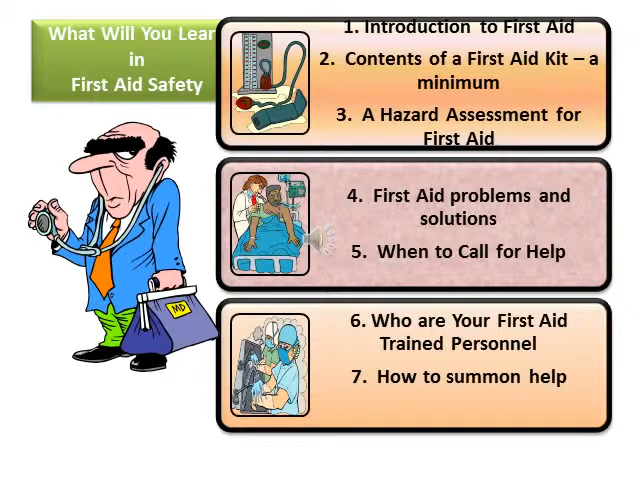 What Will You Lear
in
First Aid Safety
1. Introduction to First Aid
2. Contents of a First Aid Kit – a
minimum
3. A Hazard Assessment for
First Aid
4. First Aid problems and
solutions
5. When to Call for Help
6. Who are Your First Aid
Trained Personnel
7. How to summon help
MD